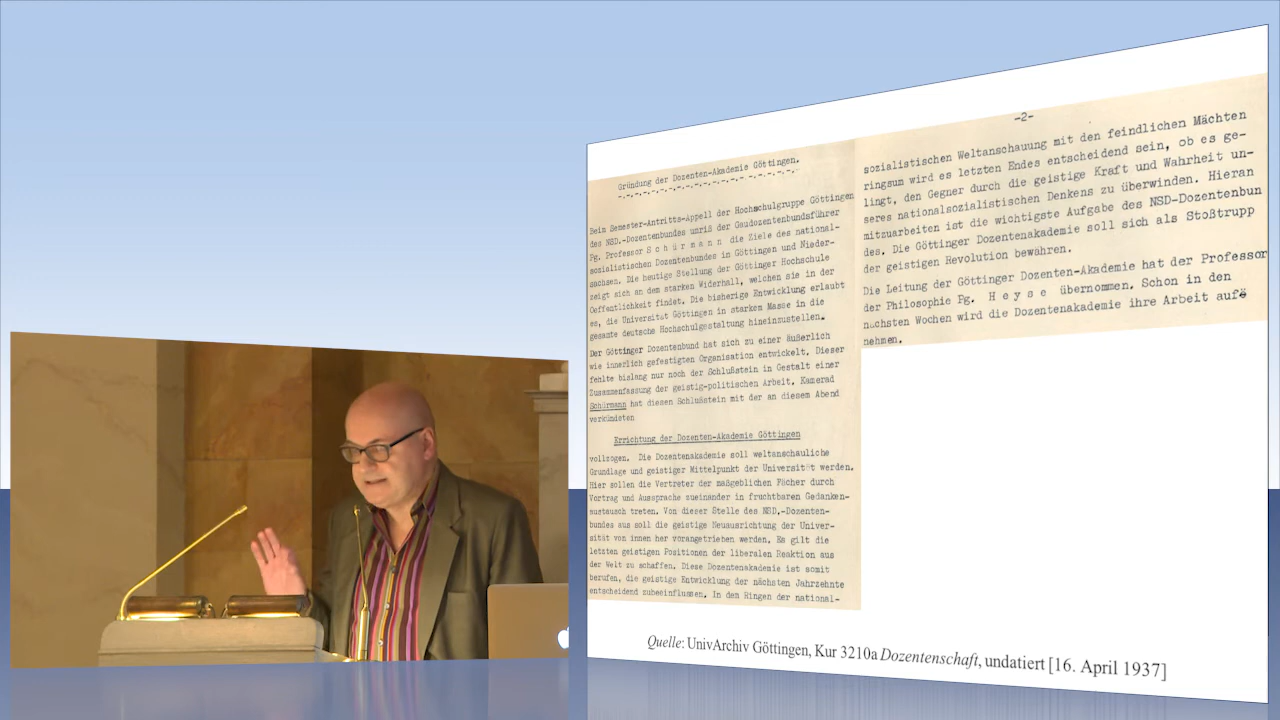 Gründung der Dozenten-Akademie Göttingen.
Beim Semester-Antritts-Appell der Hochschulgruppe Göttingen
des NSD.-Dozentenbundes umriß der Gaudozentenbundsführer
Pg. Professor S c h ü r m a n n die Ziele des national-
sozialistischen Dozentenbundes in Göttingen und Nieder-
sachsen. Die heutige Stellung der Göttinger Hochschule
zeigt sich an dem starken Widerhall, welchen sie in der
Oeffentlichkeit findet. Die bisherige Entwicklung erlaubt
es, die Universität Göttingen in starkem Masse in die
gesamte deutsche Hochschulgestaltung hineinzustellen.
Der Göttinger Dozentenbund hat sich zu einer äußerlich
wie innerlich gefestigten Organisation entwickelt. Dieser
fehlte bislang nur noch der Schlußstein in Gestalt einer
Zusammenfassung der geistig-politischen Arbeit. Kamerad
Schürmann hat diesen Schlußstein mit der an diesem Abend
verkündeten
Errichtung der Dozenten-Akademie Göttingen
vollzogen. Die Dozentenakademie soll weltanschauliche
Grundlage und geistiger Mittelpunkt der Universität werden.
Hier sollen die Vertreter der maßgeblichen Fächer durch
Vortrag und Aussprache zueinander in fruchtbaren Gedanken-
austausch treten. Von dieser Stelle des NSD.-Dozenten-
bundes aus soll die geistige Neuausrichtung der Univer-
sität von innen her vorangetrieben werden. Es gilt die
letzten geistigen Positionen der liberalen Reaktion aus
der Welt zu schaffen. Diese Dozentenakademie ist somit
berufen, die geistige Entwicklung der nächsten Jahrzehnte
entscheidend zubeeinflussen. In dem Ringen der national-
-2-
sozialistischen Weltanschauung mit den feindlichen Mächten
ringsum wird es letzten Endes entscheidend sein, ob es ge-
lingt, den Gegner durch die geistige Kraft und Wahrheit un-
seres nationalsozialistischen Denkens zu überwinden. Hieran
mitzuarbeiten ist die wichtigste Aufgabe des NSD-Dozentenbun
des. Die Göttinger Dozentenakademie soll sich als Stoßtrupp
der geistigen Revolution bewähren.
Die Leitung der Göttinger Dozenten-Akademie hat der Professor
der Philosophie Pg. H e y s e übernommen. Schon in den
nächsten Wochen wird die Dozentenakademie ihre Arbeit auf
nehmen.
Quelle: UnivArchiv Göttingen, Kur 3210a Dozentenschaft, undatiert [16. April 1937]